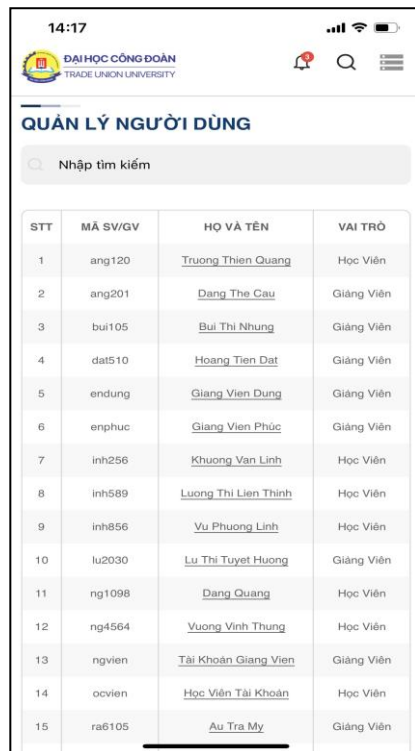 14:17
ĐẠI HỌC CÔNG ĐOÀN
TRADE UNION UNIVERSITY
3
QUẢN LÝ NGƯỜI DÙNG
Nhập tìm kiếm
STT MÃ SV/GV HỌ VÀ TÊN VAI TRÒ
1 ang120 Truong Thien Quang Học Viên
2 ang201 Dang The Cau Giảng Viên
3 bui105 Bui Thi Nhung Giảng Viên
4 dat510 Hoang Tien Dat Giảng Viên
5 endung Giang Vien Dung Giảng Viên
6 enphuc Giang Viên Phúc Giảng Viên
7 inh256 Khuong Van Linh Học Viên
8 inh589 Luong Thi Lien Thinh Học Viên
9 inh856 Vu Phuong Linh Học Viên
10 lu2030 Lu Thi Tuyet Huong Giảng Viên
11 ng1098 Dang Quang Học Viên
12 ng4564 Vuong Vinh Thung Học Viên
13 ngvien Tài Khoản Giang Vien Giảng Viên
14 ocvien Học Viên Tài Khoản Học Viên
15 ra6105 Au Tra My Giảng Viên